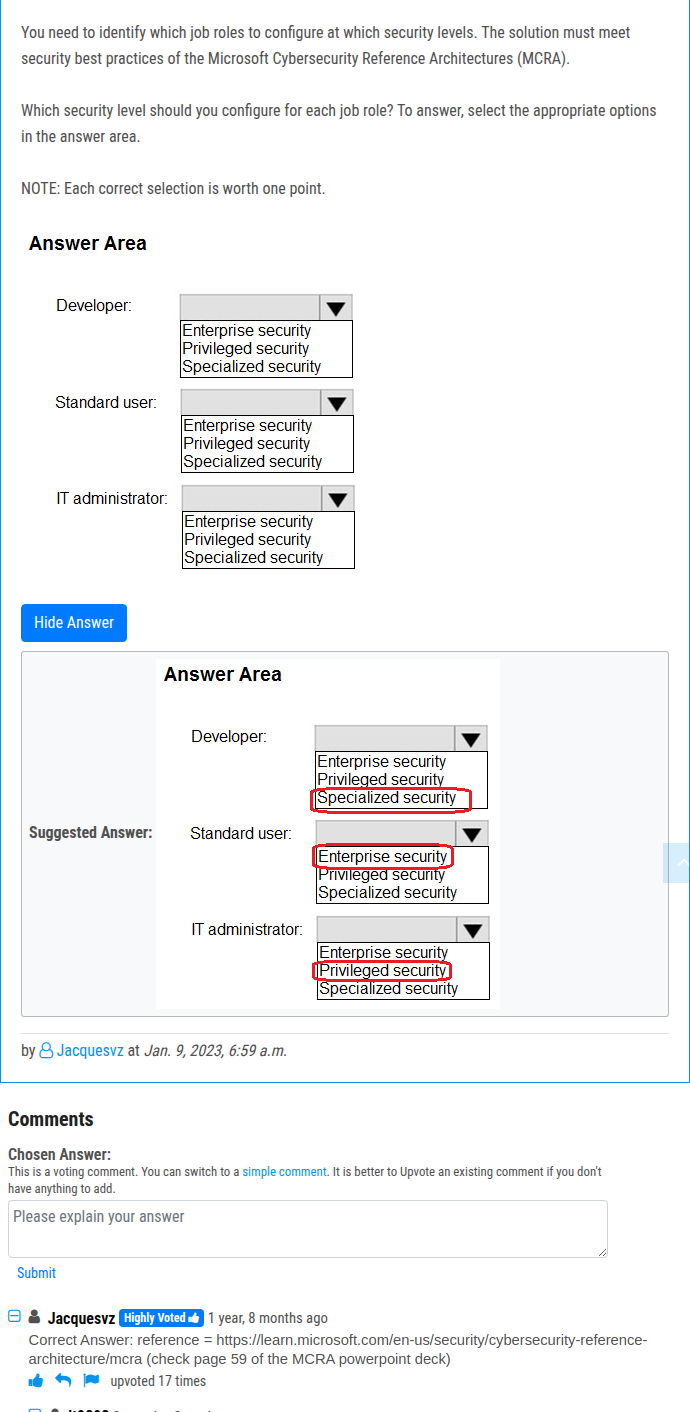 You need to identify which job roles to configure at which security levels. The solution must meet
security best practices of the Microsoft Cybersecurity Reference Architectures (MCRA).
Which security level should you configure for each job role? To answer, select the appropriate options
in the answer area.
NOTE: Each correct selection is worth one point.
Answer Area
Developer:
Enterprise security
Privileged security
Specialized security
Standard user:
Enterprise security
Privileged security
Specialized security
IT administrator:
Enterprise security
Privileged security
Specialized security
Hide Answer
Suggested Answer:
Answer Area
Developer:
Enterprise security
Privileged security
Specialized security
Standard user:
Enterprise security
Privileged security
Specialized security
IT administrator:
Enterprise security
Privileged security
Specialized security
by Jacquesvz at Jan. 9, 2023, 6:59 a.m.
Comments
Chosen Answer:
This is a voting comment. You can switch to a simple comment. It is better to Upvote an existing comment if you don't
have anything to add.
Please explain your answer
Submit
Jacquesvz Highly Voted 1 year, 8 months ago
Correct Answer: reference = https://learn.microsoft.com/en-us/security/cybersecurity-reference-
architecture/mcra (check page 59 of the MCRA powerpoint deck)
upvoted 17 times